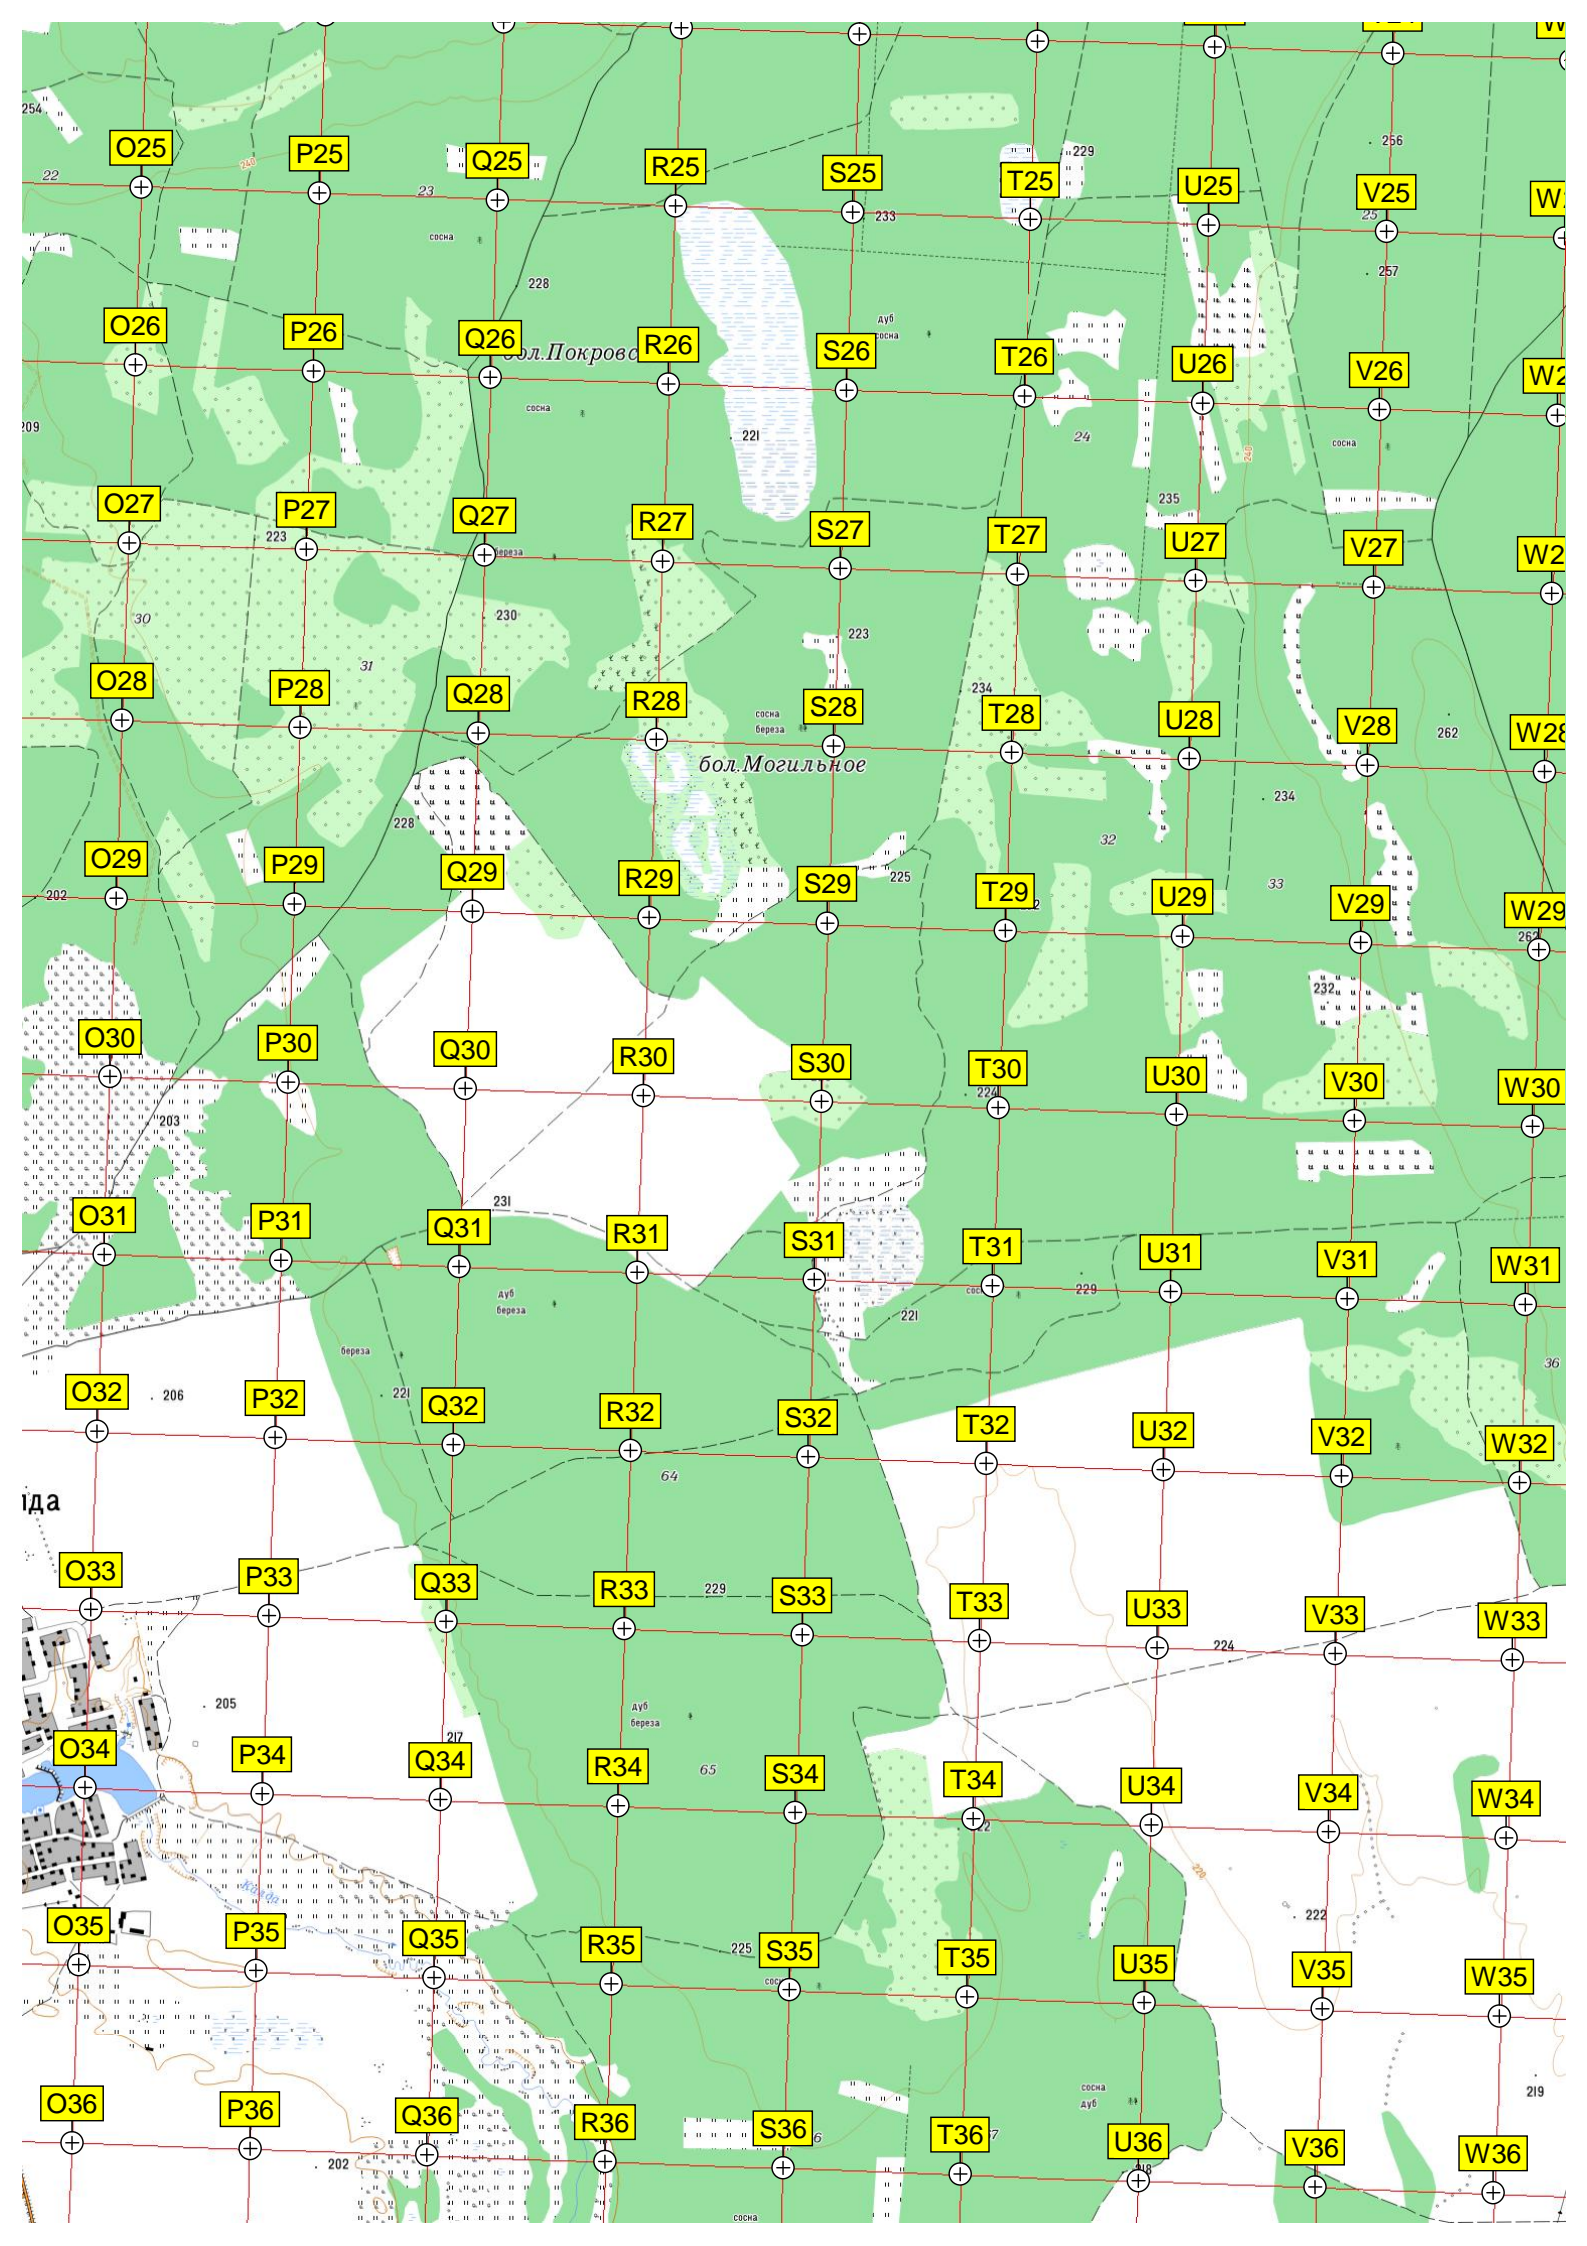 254
O25 P25 Q25 R25 S25 T25 U25 V25
229 256
22 240 23 233 25
сосна 228 257
O26 P26 Q26 R26 S26 T26 U26 V26
дуб
сосна
сосна 221 24 240 сосна
209
O27 P27 Q27 R27 S27 T27 U27 V27
223 береза 235
30 31 230 223
O28 P28 Q28 R28 S28 T28 U28 V28 W28
234 262
сосна
береза
бол.Могильное
228 234
O29 P29 Q29 R29 S29 T29 U29 V29 W29
202 225 32 33
232
O30 P30 Q30 R30 S30 T30 U30 V30 W30
203 224
231
O31 P31 Q31 R31 S31 T31 U31 V31 W31
дуб
береза
229
221
береза 36
O32 P32 Q32 R32 S32 T32 U32 V32 W32
206 221
64
O33 P33 Q33 R33 S33 T33 U33 V33 W33
229 224
205
дуб
береза
217
O34 P34 Q34 R34 S34 T34 U34 V34 W34
65
220
222
O35 P35 Q35 R35 S35 T35 U35 V35 W35
225
сосна
дуб
219
O36 P36 Q36 R36 S36 T36 U36 V36 W36
202
сосна